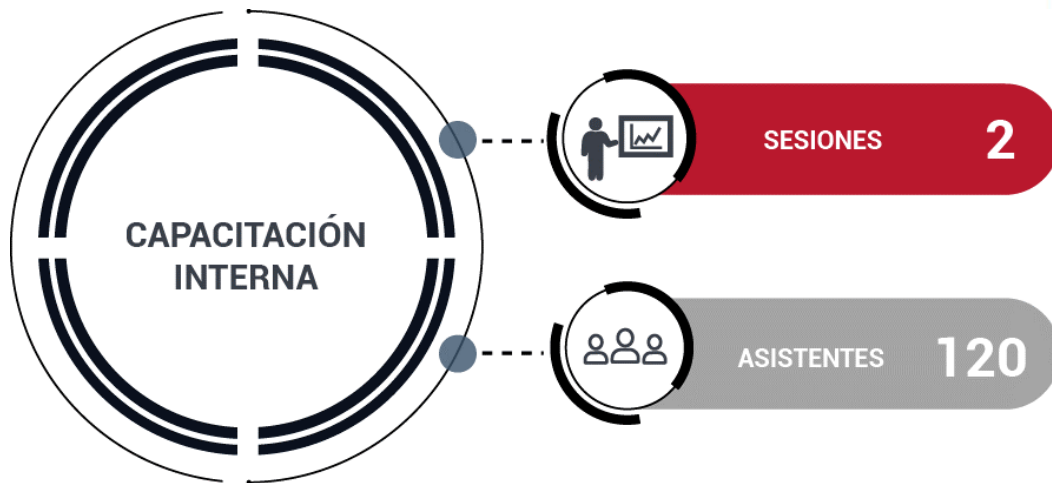 CAPACITACIÓN
INTERNA
SESIONES 2
ASISTENTES 120